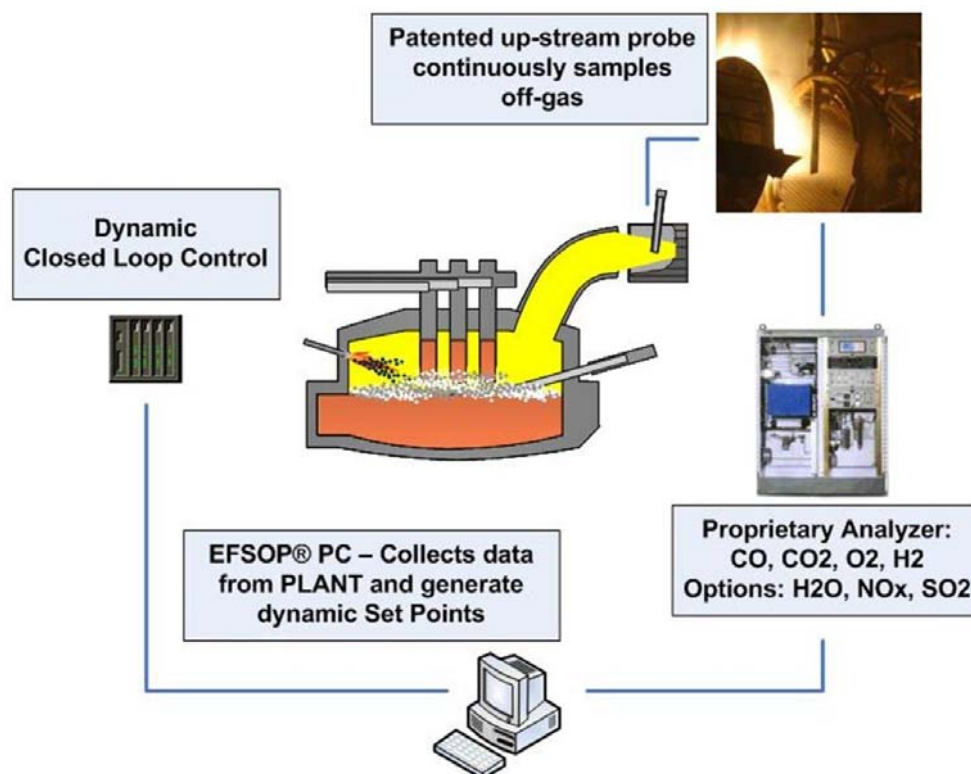 Patented up-stream probe
continuously samples
off-gas
Dynamic
Closed Loop Control
EFSOP® PC – Collects data
from PLANT and generate
dynamic Set Points
Proprietary Analyzer:
CO, CO2, O2, H2
Options: H2O, NOx, SO2